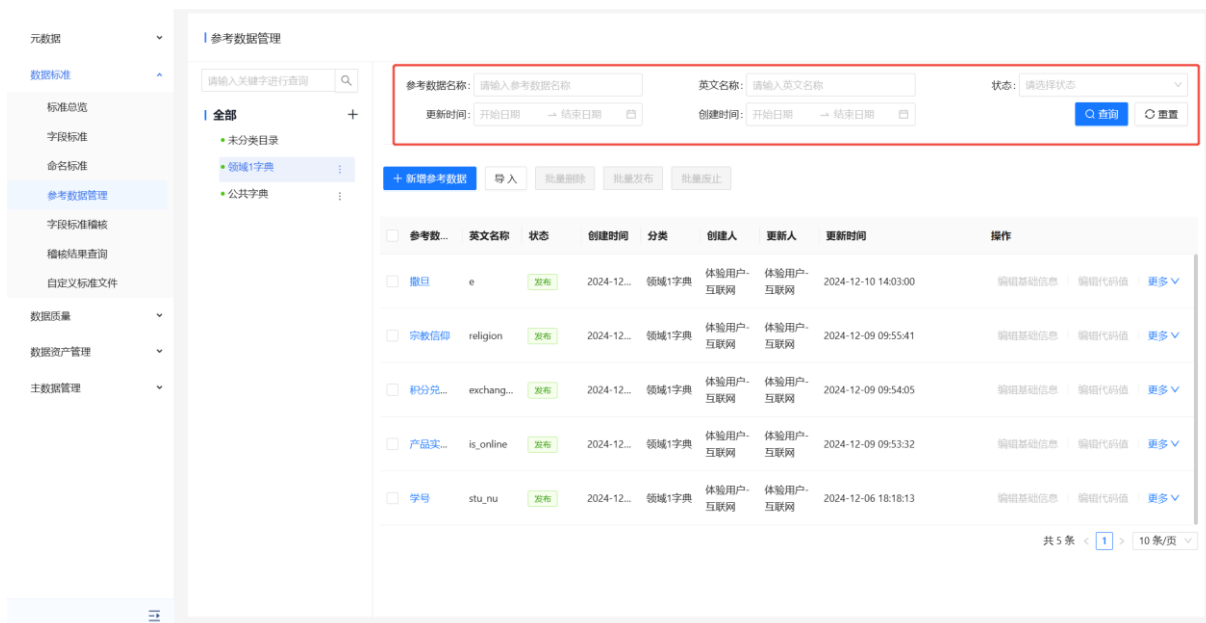 元数据
数据标准
标准总览
字段标准
命名标准
参考数据管理
字段标准稽核
稽核结果查询
自定义标准文件
数据质量
数据资产管理
主数据管理
参考数据管理
请输入关键字进行查询
全部
未分类目录
领域1字典
公共字典
参考数据名称: 请输入参考数据名称 英文名称: 请输入英文名称 状态: 请选择状态
更新时间: 开始日期 → 结束日期 创建时间: 开始日期 → 结束日期 查询 重置
+ 新增参考数据 导入 批量删除 批量发布 批量废止
参考数... 英文名称 状态 创建时间 分类 创建人 更新人 更新时间 操作
撒旦 e 发布 2024-12... 领域1字典 体验用户-互联网 体验用户-互联网 2024-12-10 14:03:00 编辑基础信息 编辑代码值 更多
宗教信仰 religion 发布 2024-12... 领域1字典 体验用户-互联网 体验用户-互联网 2024-12-09 09:55:41 编辑基础信息 编辑代码值 更多
积分兑... exchang... 发布 2024-12... 领域1字典 体验用户-互联网 体验用户-互联网 2024-12-09 09:54:05 编辑基础信息 编辑代码值 更多
产品实... is_online 发布 2024-12... 领域1字典 体验用户-互联网 体验用户-互联网 2024-12-09 09:53:32 编辑基础信息 编辑代码值 更多
学号 stu_nu 发布 2024-12... 领域1字典 体验用户-互联网 体验用户-互联网 2024-12-06 18:18:13 编辑基础信息 编辑代码值 更多
共 5 条 < 1 > 10 条/页